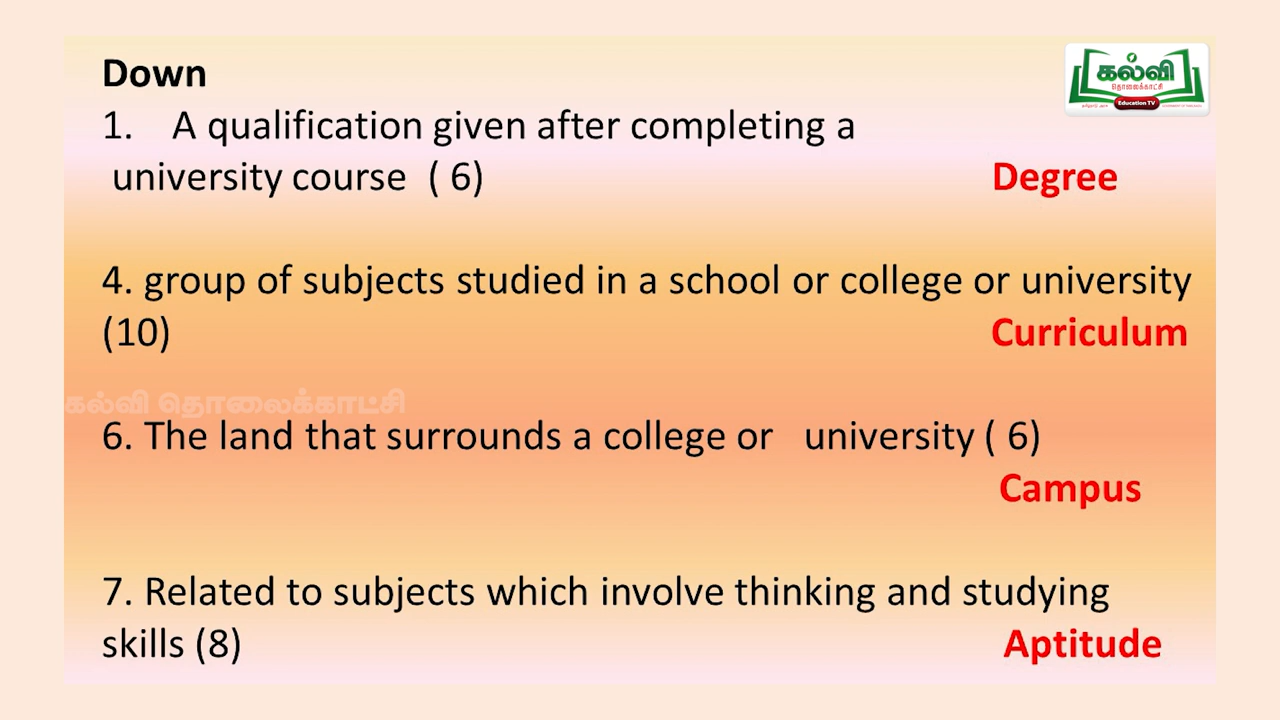 Down
கல்வி
தொலைக்காட்சி
Education TV
1. A qualification given after completing a
university course ( 6)
Degree
4. group of subjects studied in a school or college or university
(10)
Curriculum
கல்வி தொலைக்காட்சி
6. The land that surrounds a college or university ( 6)
Campus
7. Related to subjects which involve thinking and studying
skills (8)
Aptitude